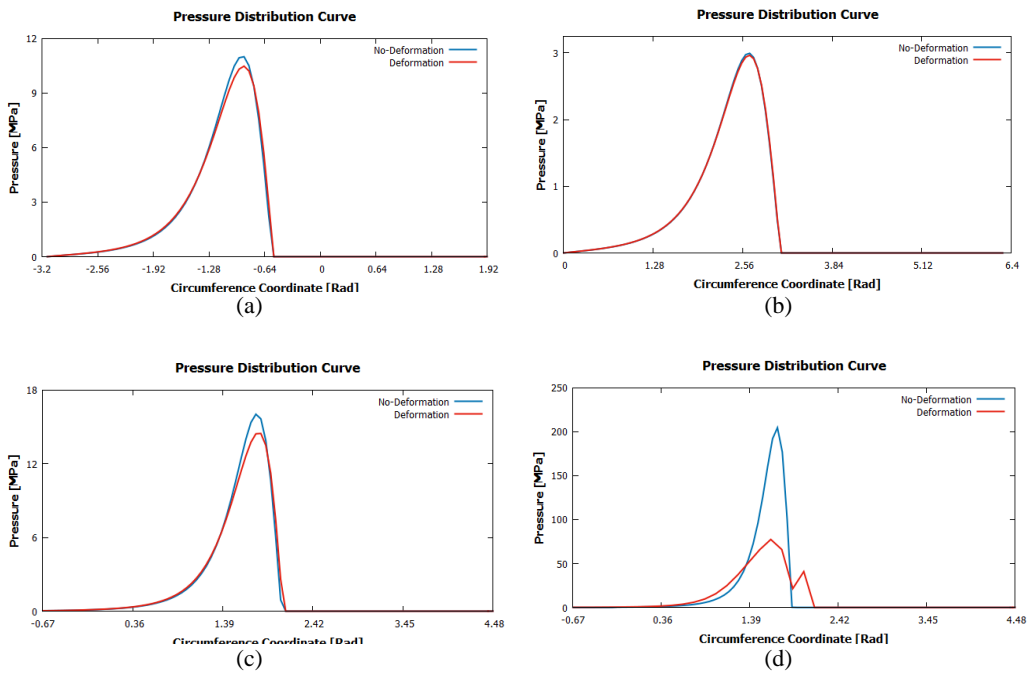 Pressure Distribution Curve
No-Deformation
Deformation
Pressure [MPa]
12
9
6
3
0
-3.2 -2.56 -1.92 -1.28 -0.64 0 0.64 1.28 1.92
Circumference Coordinate [Rad]
(a)
Pressure Distribution Curve
No-Deformation
Deformation
Pressure [MPa]
3
2
1
0
0 1.28 2.56 3.84 5.12 6.4
Circumference Coordinate [Rad]
(b)
Pressure Distribution Curve
No-Deformation
Deformation
Pressure [MPa]
18
12
6
0
-0.67 0.36 1.39 2.42 3.45 4.48
Circumference Coordinate [Rad]
(c)
Pressure Distribution Curve
No-Deformation
Deformation
Pressure [MPa]
250
200
150
100
50
0
-0.67 0.36 1.39 2.42 3.45 4.48
Circumference Coordinate [Rad]
(d)